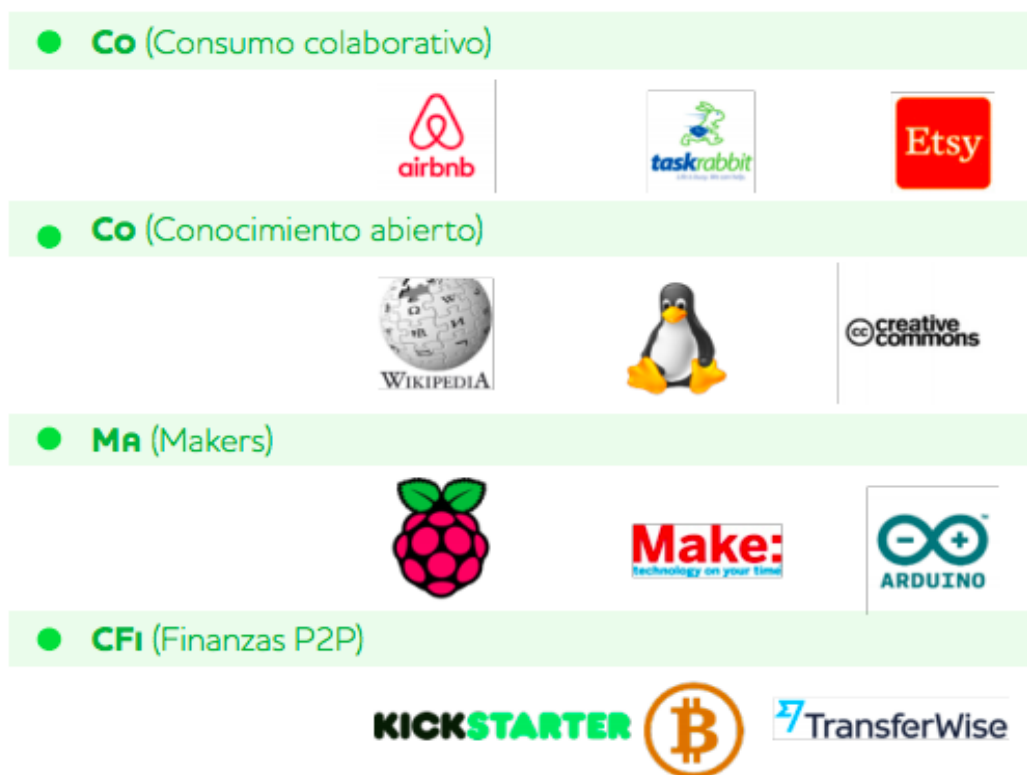 Co (Consumo colaborativo)
airbnb
taskrabbit
Etsy
Co (Conocimiento abierto)
WIKIPEDIA
cc creative commons
Ma (Makers)
Make:
technology on your time
ARDUINO
CFi (Finanzas P2P)
KICKSTARTER
TransferWise